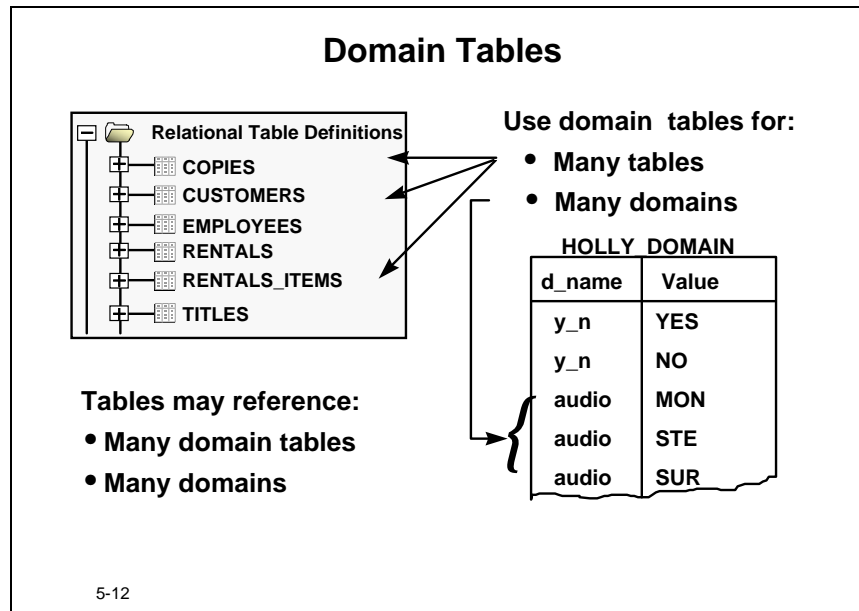 Domain Tables
Relational Table Definitions
COPIES
CUSTOMERS
EMPLOYEES
RENTALS
RENTALS_ITEMS
TITLES
Use domain tables for:
• Many tables
• Many domains
HOLLY_DOMAIN
d_name Value
y_n YES
y_n NO
audio MON
audio STE
audio SUR
Tables may reference:
• Many domain tables
• Many domains
5-12